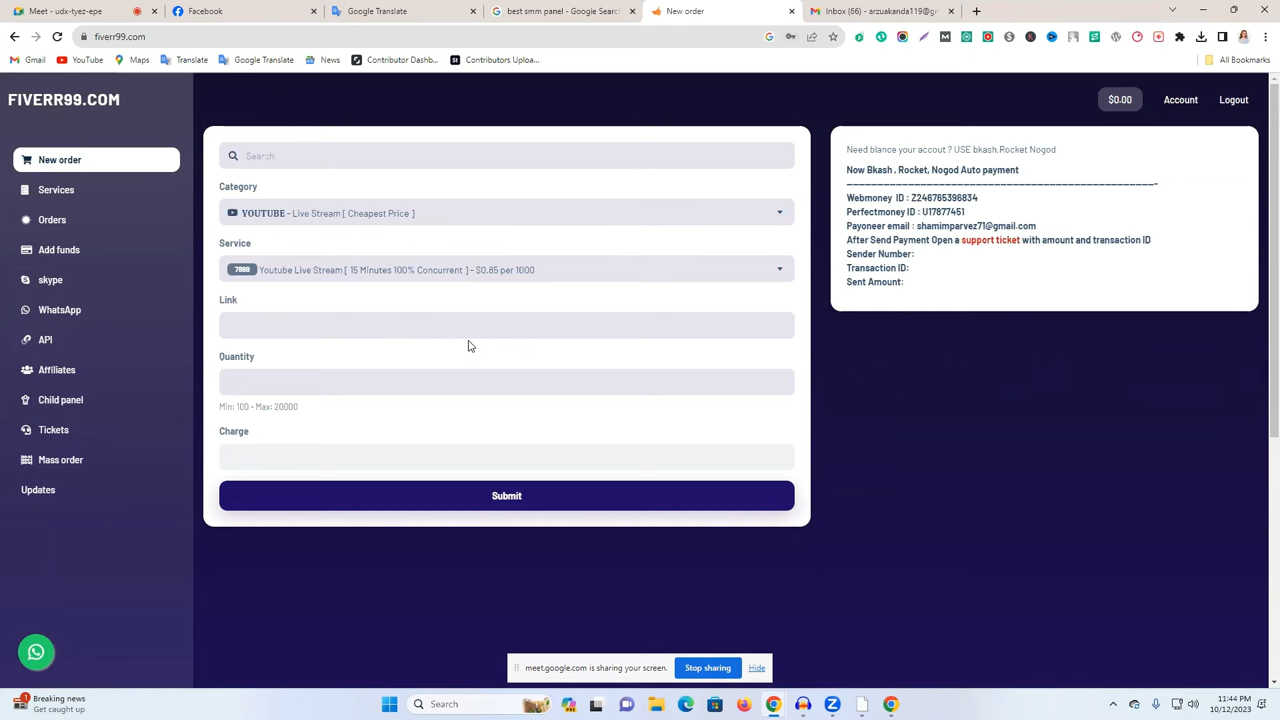 Meet - udx-tyez-epe
Facebook
Google Translate
best smm panel - Google Search
New order
Inbox (66) - arzuakanda119@gm
fiverr99.com
Gmail
YouTube
Maps
Translate
Google Translate
News
Contributor Dashbo...
Contributors Uploa...
All Bookmarks
FIVERR99.COM
$0.00
Account
Logout
New order
Services
Orders
Add funds
skype
WhatsApp
API
Affiliates
Child panel
Tickets
Mass order
Updates
Search
Category
YOUTUBE - Live Stream [ Cheapest Price ]
Service
7899 Youtube Live Stream [ 15 Minutes 100% Concurrent ] - $0.85 per 1000
Link
Quantity
Min: 100 - Max: 20000
Charge
Submit
Need blance your accout ? USE bkash,Rocket Nogod
Now Bkash , Rocket, Nogod Auto payment
Webmoney ID : Z246765396834
Perfectmoney ID : U17877451
Payoneer email : shamimparvez71@gmail.com
After Send Payment Open a support ticket with amount and transaction ID
Sender Number:
Transaction ID:
Sent Amount:
meet.google.com is sharing your screen.
Stop sharing
Hide
1
Breaking news
Get caught up
Search
11:44 PM
10/12/2023